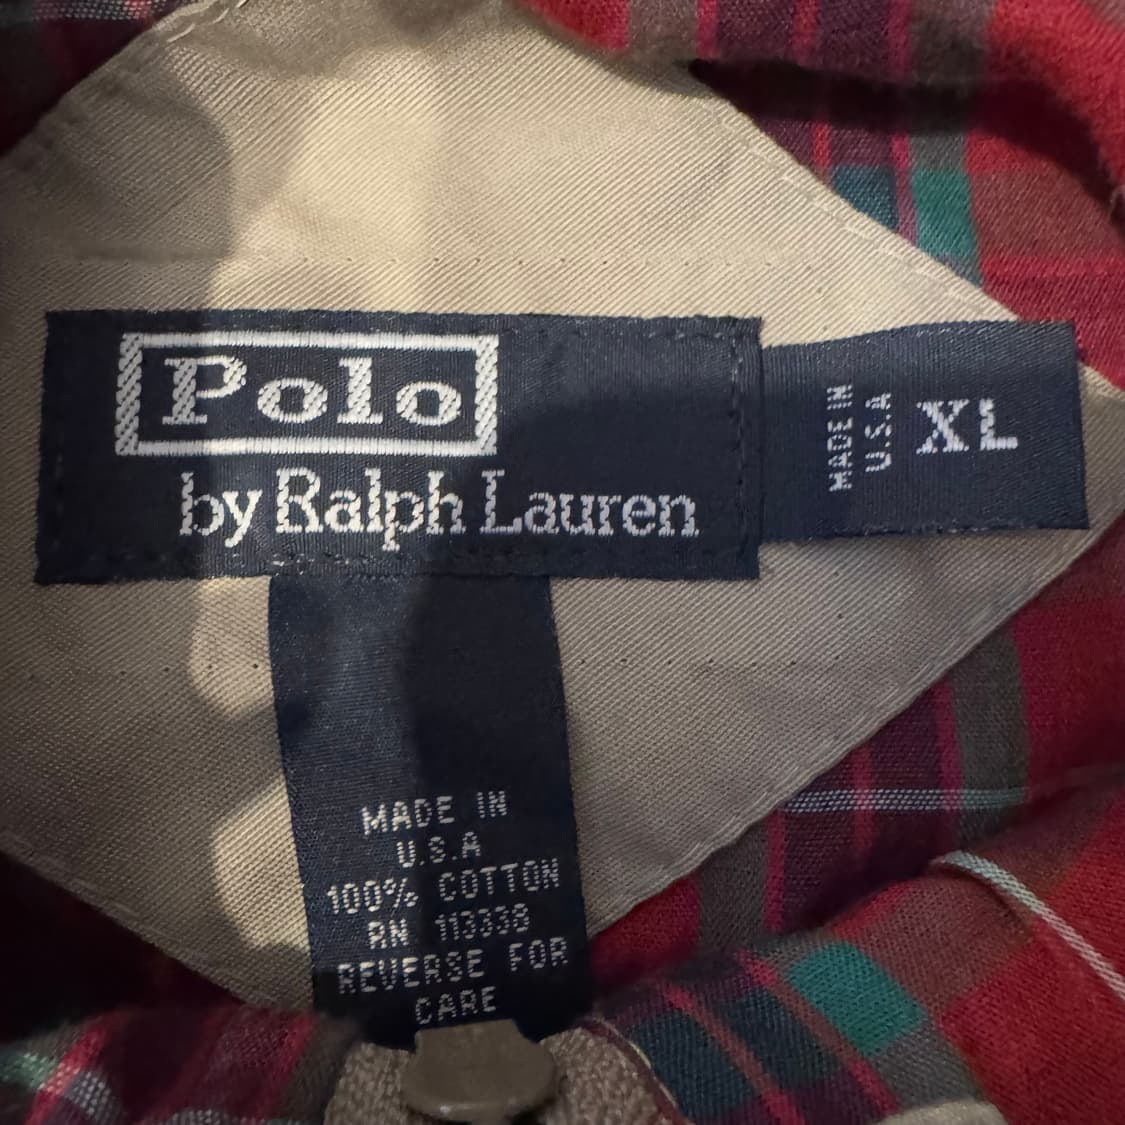 Polo
by Ralph Lauren
MADE IN
U.S.A
XL
MADE IN
U.S.A
100% COTTON
RN 113338
REVERSE FOR
CARE